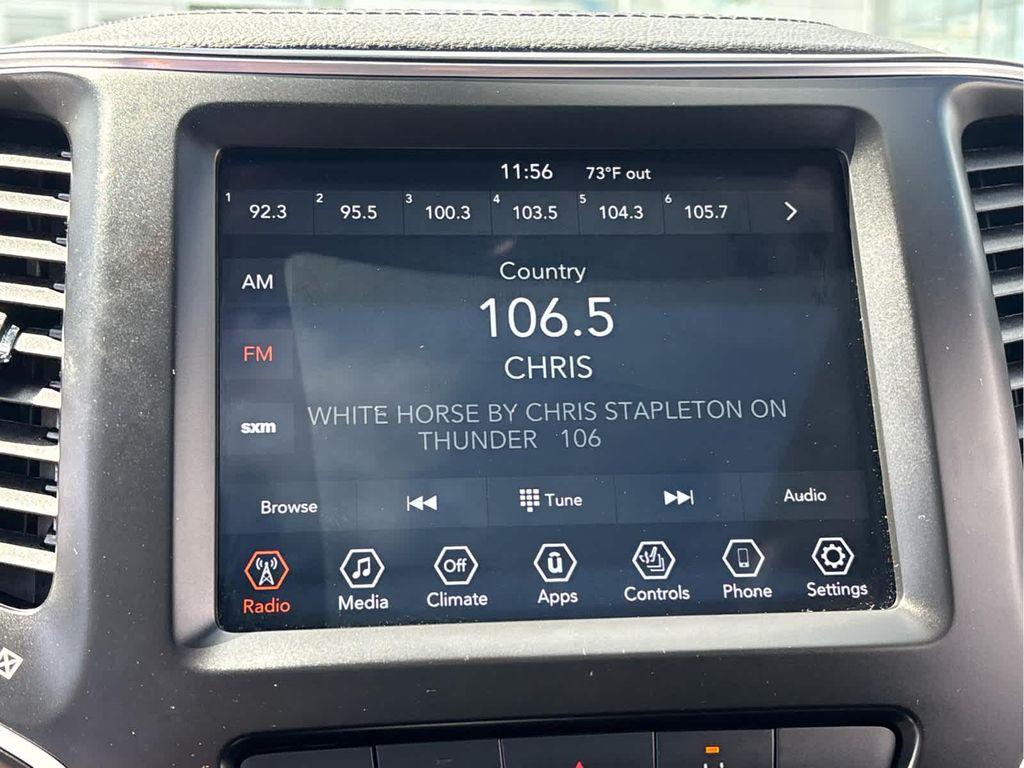 11:56 73°F out
1 92.3 2 95.5 3 100.3 4 103.5 5 104.3 6 105.7
Country
AM
106.5
FM
CHRIS
WHITE HORSE BY CHRIS STAPLETON ON
sxm
THUNDER 106
Browse Tune Audio
Off ū
Radio Media Climate Apps Controls Phone Settings